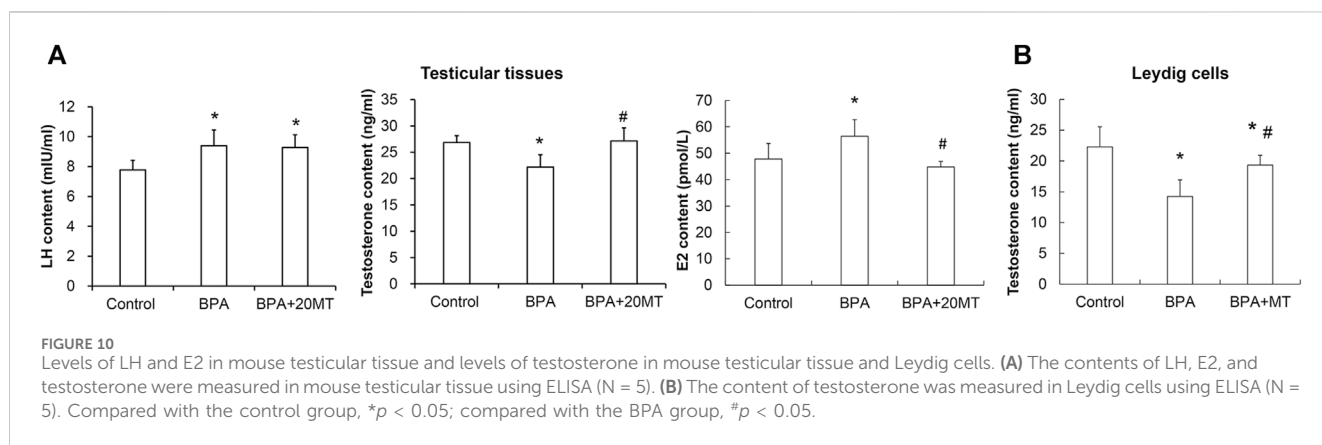 A
B
Testicular tissues
Leydig cells
LH content (mIU/ml)
12
10
8
6
4
2
0
*
*
Control
BPA
BPA+20MT
Testosterone content (ng/ml)
35
30
25
20
15
10
5
0
*
#
Control
BPA
BPA+20MT
E2 content (pmol/L)
70
60
50
40
30
20
10
0
*
#
Control
BPA
BPA+20MT
Testosterone content (ng/ml)
30
25
20
15
10
5
0
*
* #
Control
BPA
BPA+MT
FIGURE 10
Levels of LH and E2 in mouse testicular tissue and levels of testosterone in mouse testicular tissue and Leydig cells. (A) The contents of LH, E2, and
testosterone were measured in mouse testicular tissue using ELISA (N = 5). (B) The content of testosterone was measured in Leydig cells using ELISA (N =
5). Compared with the control group, *p < 0.05; compared with the BPA group, #p < 0.05.